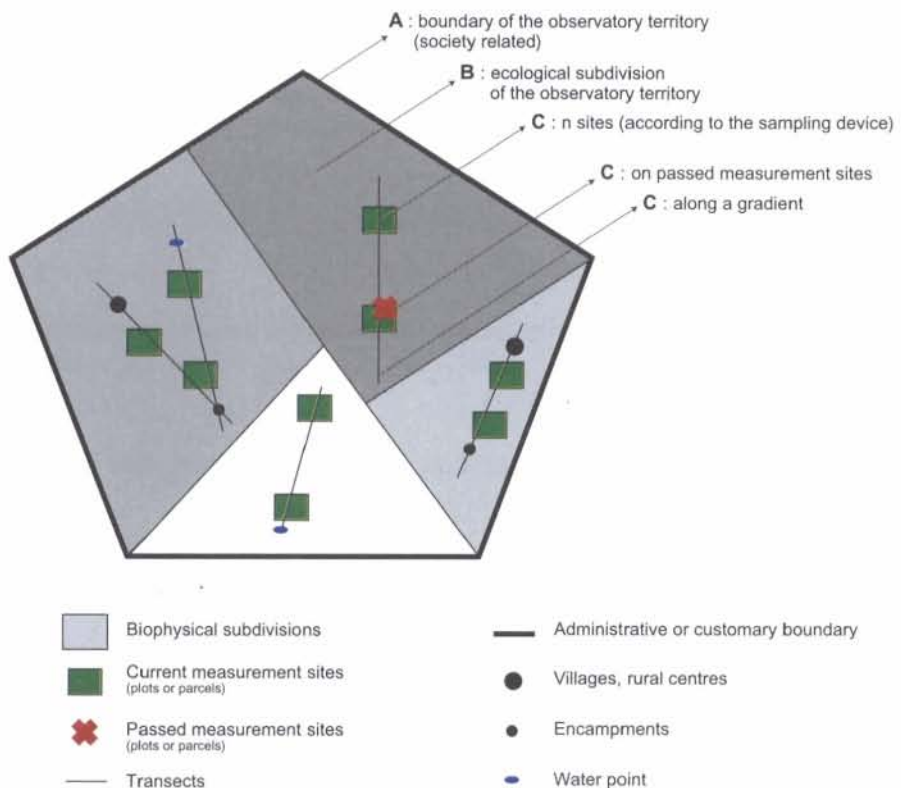 A : boundary of the observatory territory
(society related)
B : ecological subdivision
of the observatory territory
C : n sites (according to the sampling device)
C : on passed measurement sites
C : along a gradient
Biophysical subdivisions
Current measurement sites
(plots or parcels)
Passed measurement sites
(plots or parcels)
Transects
Administrative or customary boundary
Villages, rural centres
Encampments
Water point